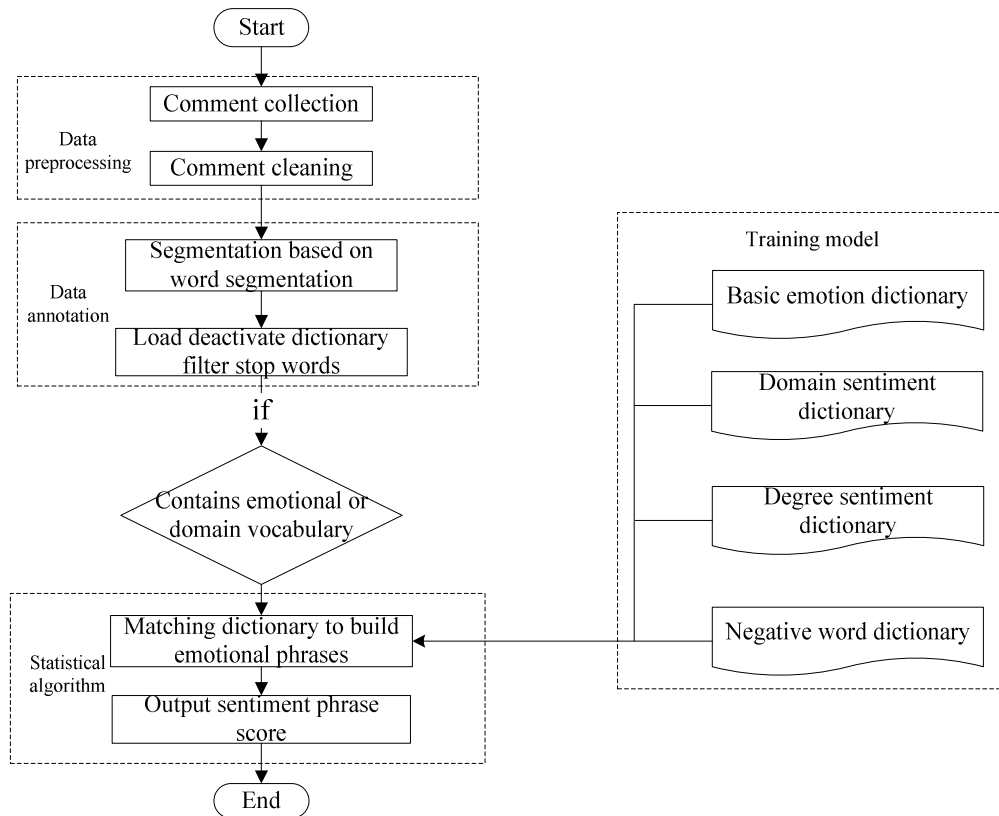 Start
Comment collection
Data
preprocessing
Comment cleaning
Segmentation based on
word segmentation
Data
annotation
Load deactivate dictionary
filter stop words
if
Contains emotional or
domain vocabulary
Matching dictionary to build
emotional phrases
Statistical
algorithm
Output sentiment phrase
score
End
Training model
Basic emotion dictionary
Domain sentiment
dictionary
Degree sentiment
dictionary
Negative word dictionary